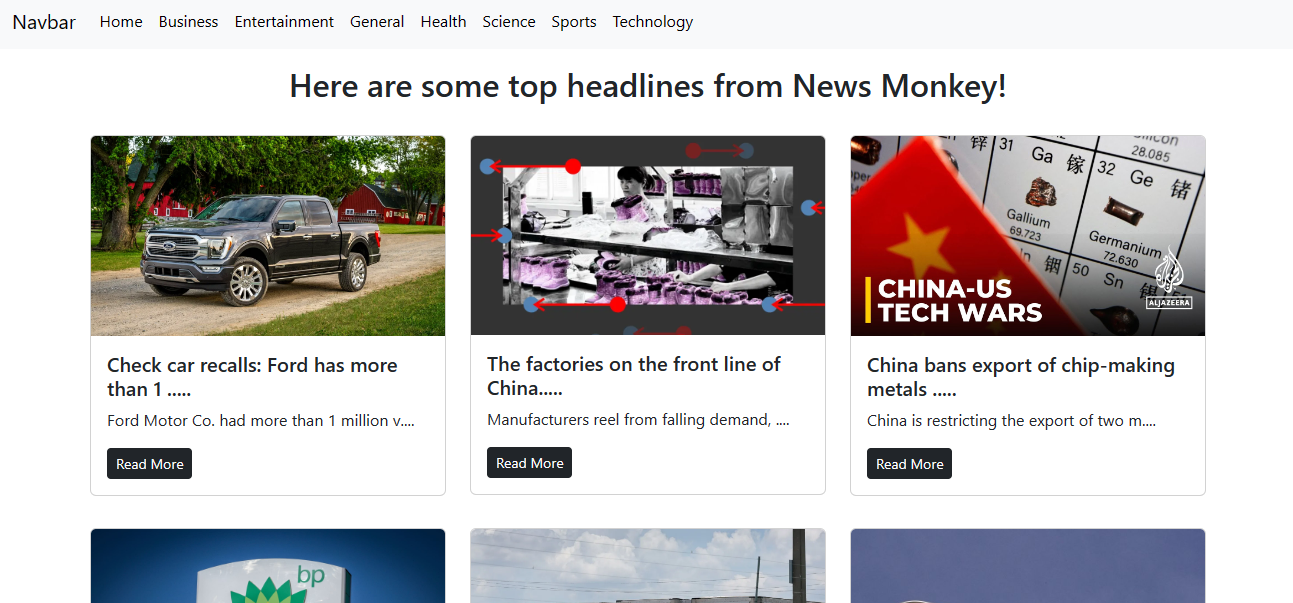 Navbar Home Business Entertainment General Health Science Sports Technology
Here are some top headlines from News Monkey!
Check car recalls: Ford has more
than 1 .....
Ford Motor Co. had more than 1 million v....
Read More
The factories on the front line of
China.....
Manufacturers reel from falling demand, ....
Read More
锌 31 Ga 镓 32 Ge 锗
Silicon
28.085
Gallium
69.723
Germanium
72.630
铟 50 Sn 锡
CHINA-US
TECH WARS
ALJAZEERA
China bans export of chip-making
metals .....
China is restricting the export of two m....
Read More
bp